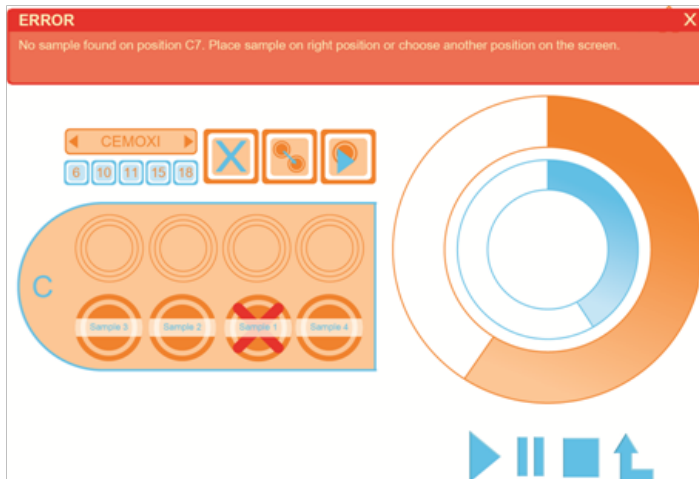 ERROR X
No sample found on position C7. Place sample on right position or choose another position on the screen.
CEMOXI
6 10 11 15 18
C
Sample 3 Sample 2 Sample 1 Sample 4